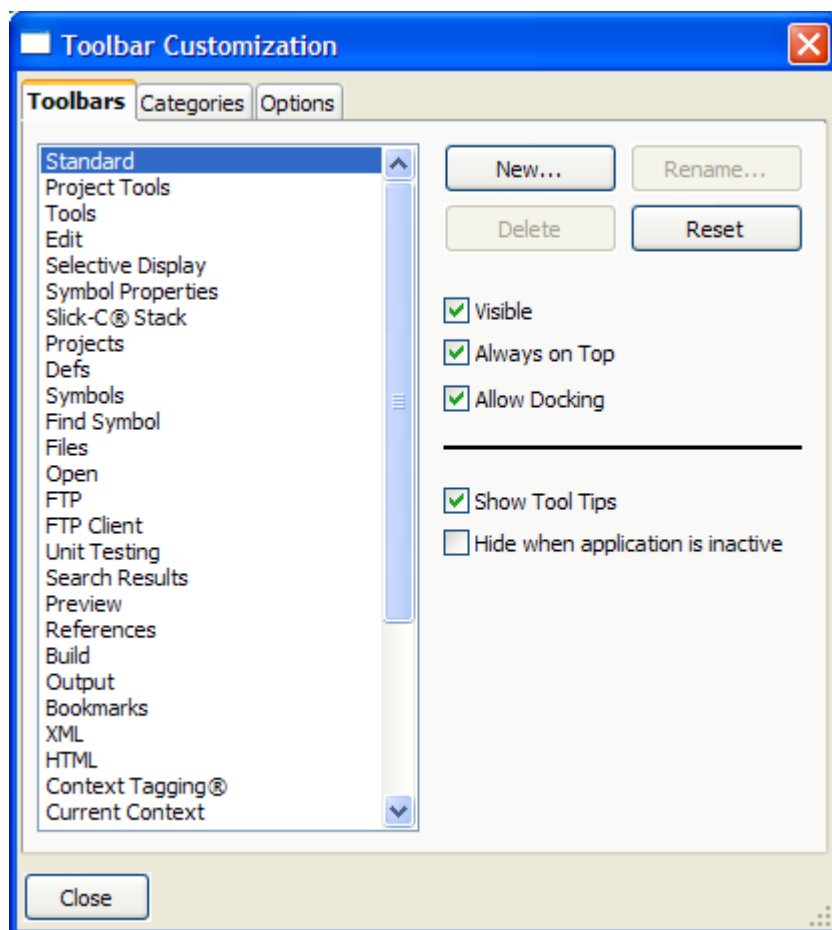 Toolbar Customization
Toolbars Categories Options
Standard
Project Tools
Tools
Edit
Selective Display
Symbol Properties
Slick-C® Stack
Projects
Defs
Symbols
Find Symbol
Files
Open
FTP
FTP Client
Unit Testing
Search Results
Preview
References
Build
Output
Bookmarks
XML
HTML
Context Tagging®
Current Context
New... Rename...
Delete Reset
Visible
Always on Top
Allow Docking
Show Tool Tips
Hide when application is inactive
Close